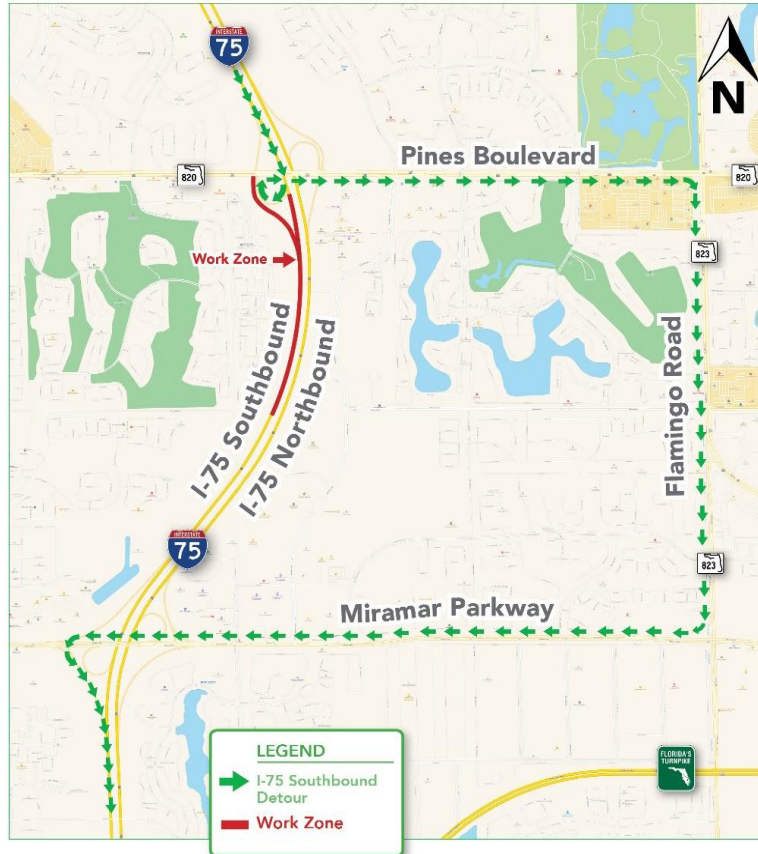 INTERSTATE
75
N
Pines Boulevard
820
820
823
Work Zone
I-75 Southbound
I-75 Northbound
Flamingo Road
INTERSTATE
75
823
Miramar Parkway
FLORIDA'S
TURNPIKE
LEGEND
I-75 Southbound
Detour
Work Zone